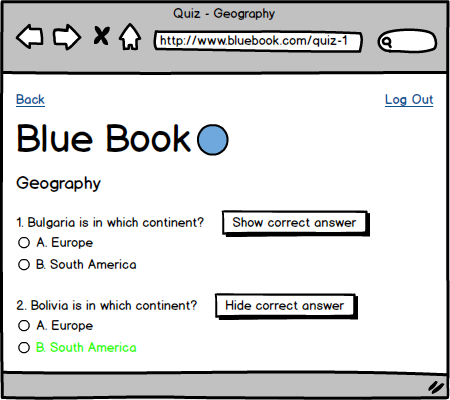 Quiz - Geography
http://www.bluebook.com/quiz-1
Back Log Out
Blue Book
Geography
1. Bulgaria is in which continent? Show correct answer
A. Europe
B. South America
2. Bolivia is in which continent? Hide correct answer
A. Europe
B. South America